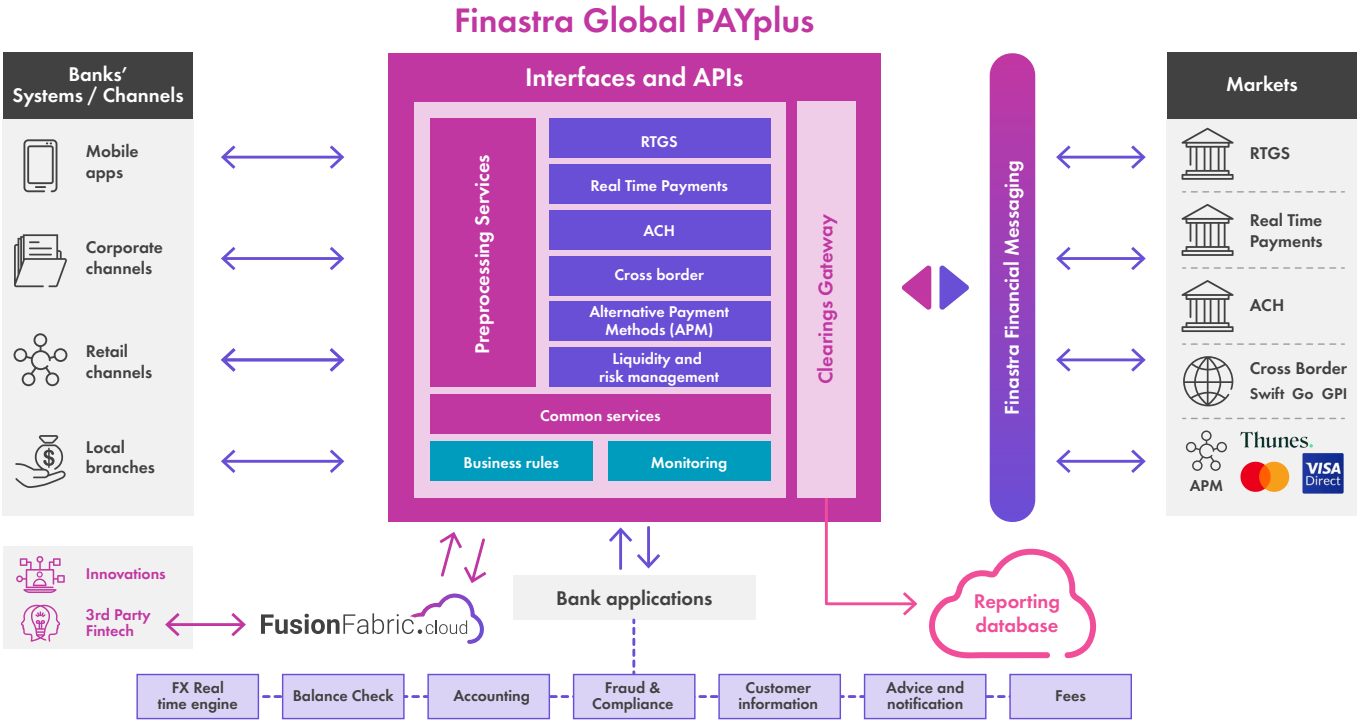 Finastra Global PAYplus
Banks’
Systems / Channels
Mobile
apps
Corporate
channels
Retail
channels
$
Local
branches
Innovations
3rd Party
Fintech
Interfaces and APIs
Preprocessing Services
RTGS
Real Time Payments
ACH
Cross border
Alternative Payment
Methods (APM)
Liquidity and
risk management
Common services
Business rules
Monitoring
Clearings Gateway
Finastra Financial Messaging
Markets
RTGS
Real Time
Payments
ACH
Cross Border
Swift Go GPI
APM
Thunes.
VISA
Direct
FusionFabric.cloud
Bank applications
Reporting
database
FX Real
time engine
Balance Check
Accounting
Fraud &
Compliance
Customer
information
Advice and
notification
Fees